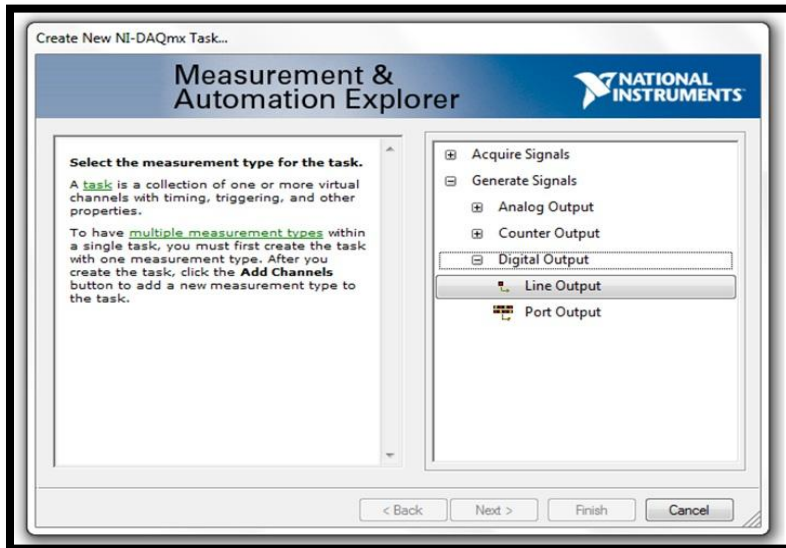 Create New NI-DAQmx Task...
Measurement &
Automation Explorer
NATIONAL
INSTRUMENTS
Select the measurement type for the task.
A task is a collection of one or more virtual
channels with timing, triggering, and other
properties.
To have multiple measurement types within
a single task, you must first create the task
with one measurement type. After you
create the task, click the Add Channels
button to add a new measurement type to
the task.
Acquire Signals
Generate Signals
Analog Output
Counter Output
Digital Output
Line Output
Port Output
< Back
Next >
Finish
Cancel